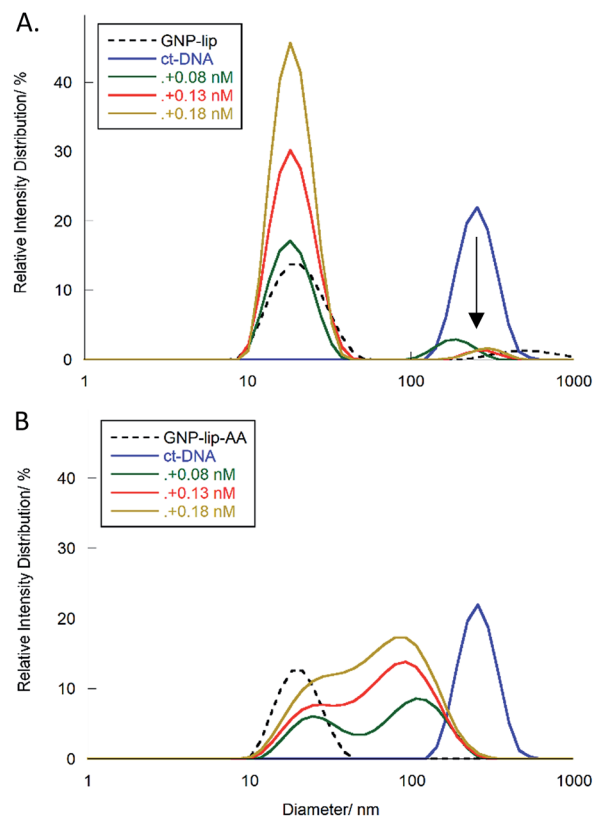 A.
GNP-lip
ct-DNA
.+0.08 nM
.+0.13 nM
.+0.18 nM
Relative Intensity Distribution/ %
40
30
20
10
0
1
10
100
1000
B
GNP-lip-AA
ct-DNA
.+0.08 nM
.+0.13 nM
.+0.18 nM
Relative Intensity Distribution/ %
40
30
20
10
0
1
10
100
1000
Diameter/ nm